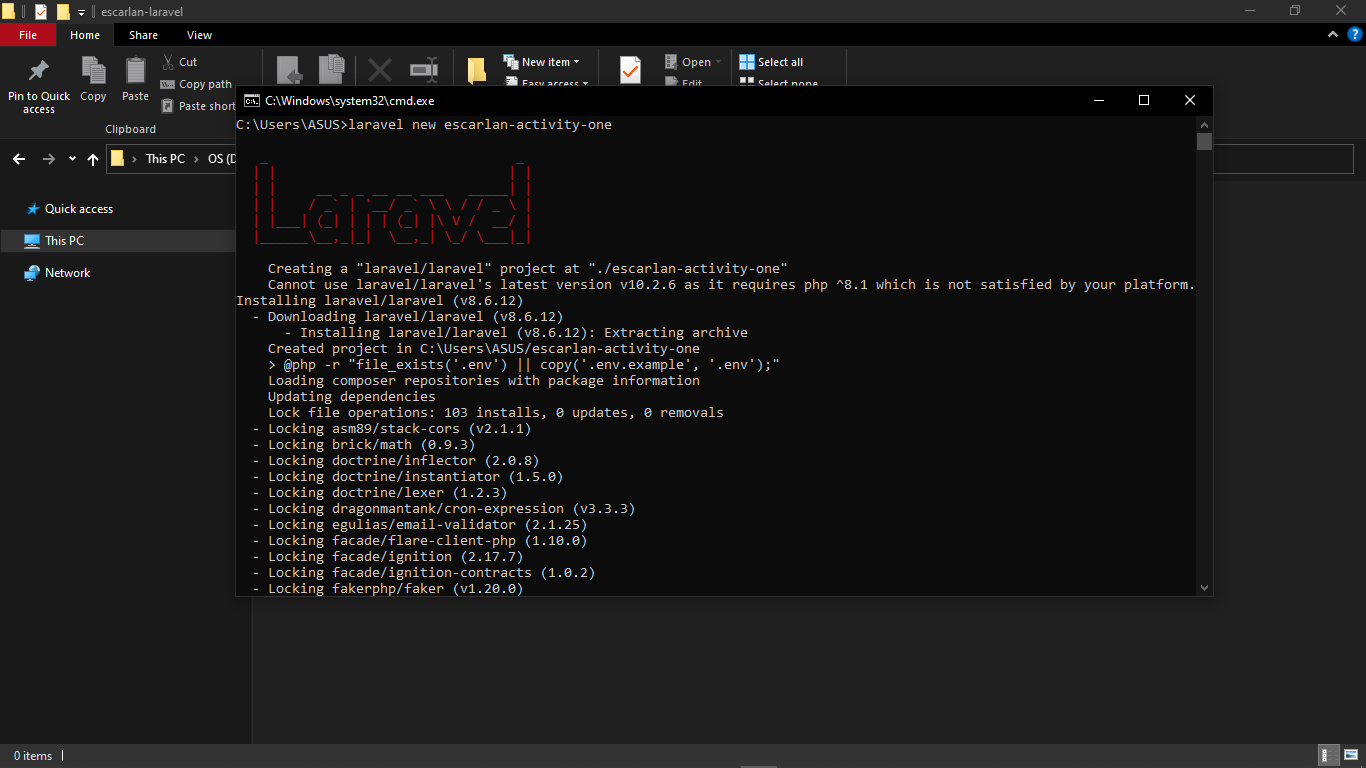 escarlan-laravel
File Home Share View
Pin to Quick access
Copy
Paste
Cut
Copy path
Paste short
Clipboard
New item
Easy access
Open
Edit
Select all
Select none
C:\Windows\system32\cmd.exe
This PC > OS (D
Quick access
This PC
Network
C:\Users\ASUS>laravel new escarlan-activity-one
Laravel
Creating a "laravel/laravel" project at "./escarlan-activity-one"
Cannot use laravel/laravel's latest version v10.2.6 as it requires php ^8.1 which is not satisfied by your platform.
Installing laravel/laravel (v8.6.12)
- Downloading laravel/laravel (v8.6.12)
- Installing laravel/laravel (v8.6.12): Extracting archive
Created project in C:\Users\ASUS/escarlan-activity-one
> @php -r "file_exists('.env') || copy('.env.example', '.env');"
Loading composer repositories with package information
Updating dependencies
Lock file operations: 103 installs, 0 updates, 0 removals
- Locking asm89/stack-cors (v2.1.1)
- Locking brick/math (0.9.3)
- Locking doctrine/inflector (2.0.8)
- Locking doctrine/instantiator (1.5.0)
- Locking doctrine/lexer (1.2.3)
- Locking dragonmantank/cron-expression (v3.3.3)
- Locking egulias/email-validator (2.1.25)
- Locking facade/flare-client-php (1.10.0)
- Locking facade/ignition (2.17.7)
- Locking facade/ignition-contracts (1.0.2)
- Locking fakerphp/faker (v1.20.0)
0 items